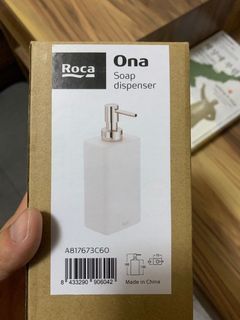 Roca
Ona
Soap
dispenser
A817673C60
8 433290 906042
Made in China